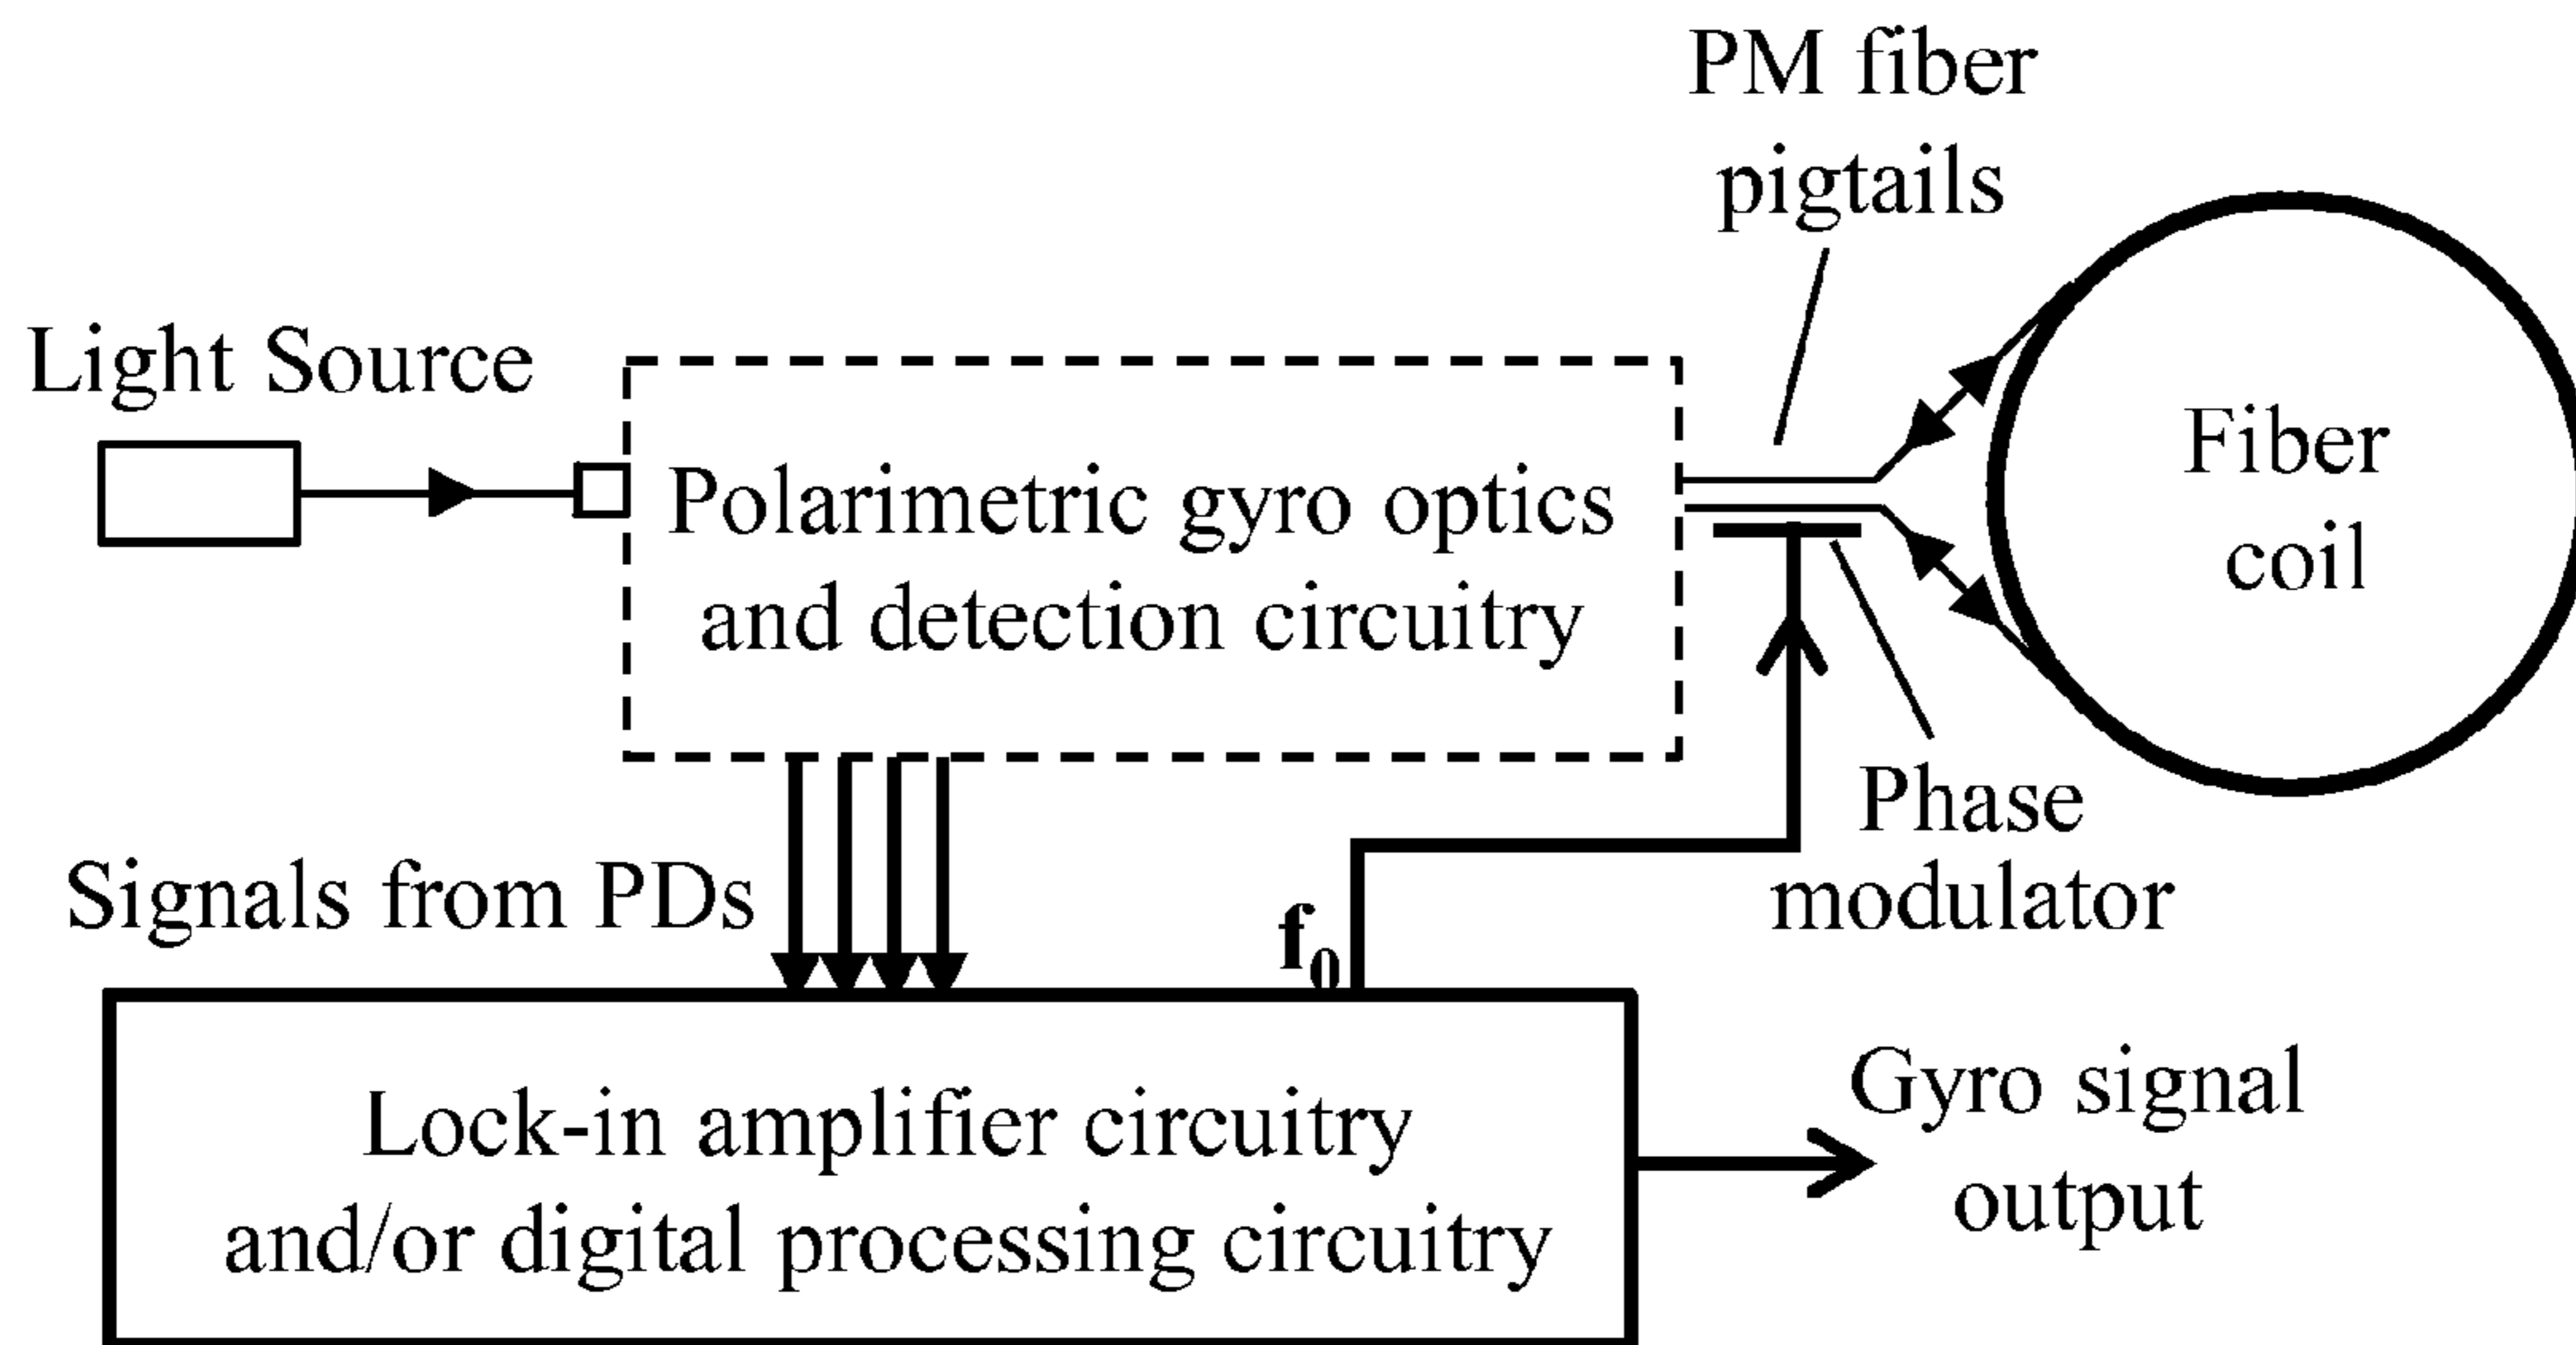 PM fiber
pigtails
Light Source
Polarimetric gyro optics
and detection circuitry
Fiber
coil
Phase
modulator
Signals from PDs
f₀
Lock-in amplifier circuitry
and/or digital processing circuitry
Gyro signal
output